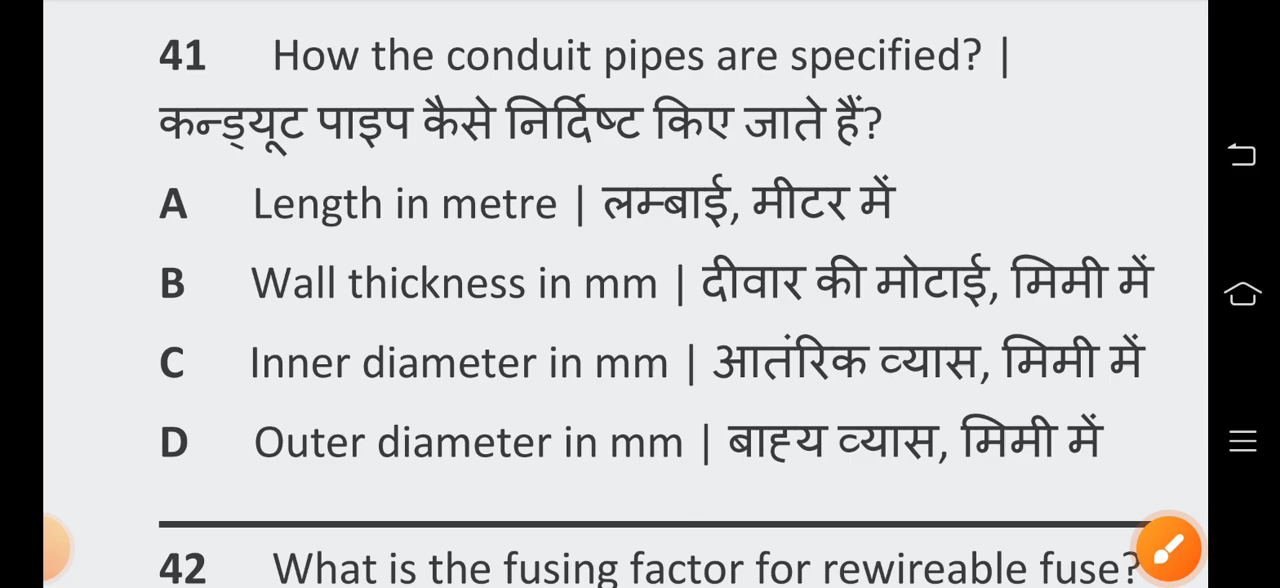 41 How the conduit pipes are specified? |
कन्ड्यूट पाइप कैसे निर्दिष्ट किए जाते हैं?
A Length in metre | लम्बाई, मीटर में
B Wall thickness in mm | दीवार की मोटाई, मिमी में
C Inner diameter in mm | आतंरिक व्यास, मिमी में
D Outer diameter in mm | बाह्य व्यास, मिमी में
42 What is the fusing factor for rewireable fuse?